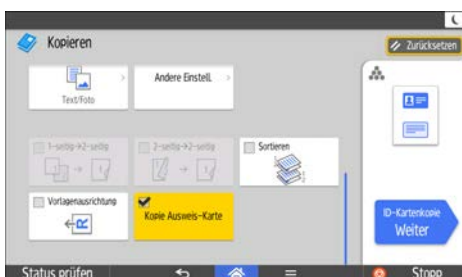 Kopieren
Zurücksetzen
Text/Foto
Andere Einstell.
1-seitig→2-seitig
2-seitig→2-seitig
Sortieren
Vorlagenausrichtung
Kopie Ausweis-Karte
ID-Kartenkopie
Weiter
Status prüfen
Stopp